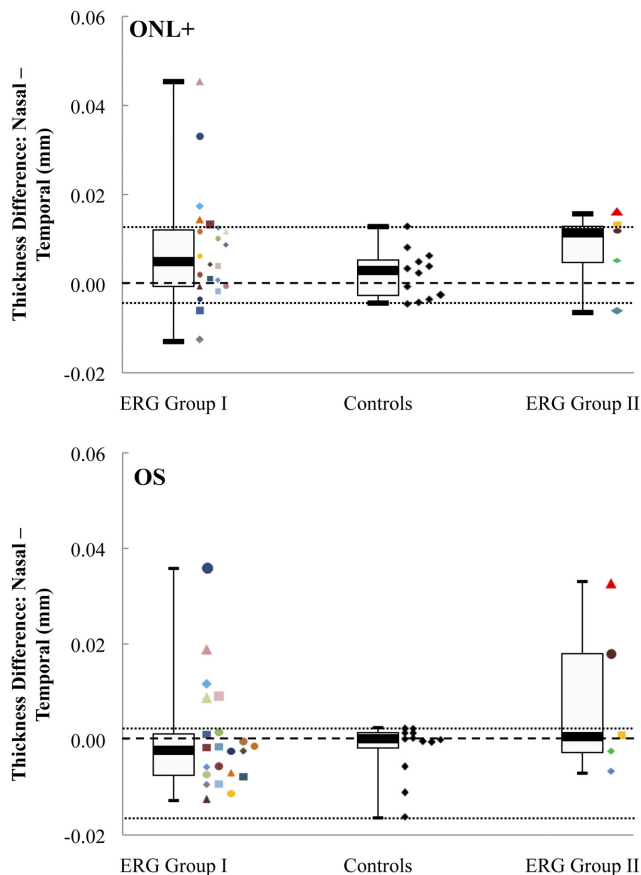 ONL+
Thickness Difference: Nasal –
Temporal (mm)
0.06
0.04
0.02
0.00
-0.02
ERG Group I
Controls
ERG Group II
OS
Thickness Difference: Nasal –
Temporal (mm)
0.06
0.04
0.02
0.00
-0.02
ERG Group I
Controls
ERG Group II